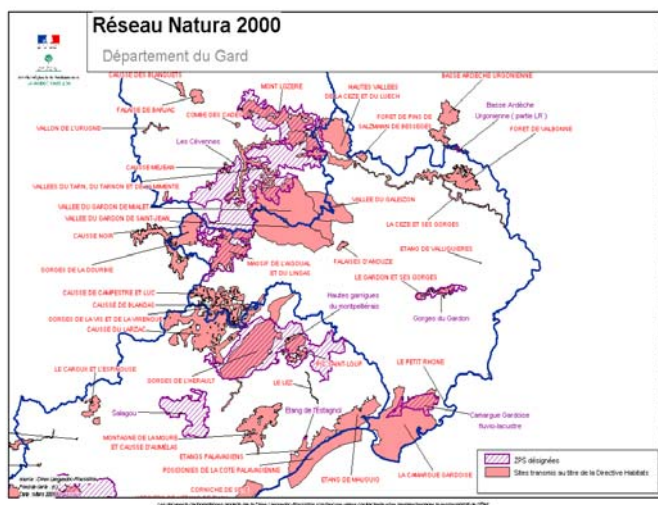 Réseau Natura 2000
Département du Gard
CAUSSE DES BLANQUETS
MONT LOZERE
HAUTES VALLEES
DE LA CEZE ET DU LUECH
BASSE ARDÈCHE URGONIENNE
FALAISE DE BARJAC
COMBE DES CADES
FORET DE PINS DE
SALZMANN DE BESSEGES
Basse Ardèche
Urgonienne ( partie LR )
VALLON DE L'URUGNE
Les Cévennes
FORET DE VALBONNE
CAUSSE MEJEAN
VALLEES DU TARN, DU TARNON ET DE LA MIMENTE
VALLEE DU GARDON DE MIALET
VALLEE DU GALEIZON
VALLEE DU GARDON DE SAINT-JEAN
LA CEZE ET SES GORGES
CAUSSE NOIR
ETANG DE VALLIGUIERES
FALAISES D'ANDUZE
GORGES DE LA DOURBIE
MASSIF DE L'AIGOUAL
ET DU LINGAS
LE GARDON ET SES GORGES
CAUSSE DE CAMPESTRE ET LUC
CAUSSE DE BLANDAS
Hautes garrigues
du montpelliérais
Gorges du Gardon
GORGES DE LA VIS ET DE LA VIRENQUE
CAUSSE DU LARZAC
PIC SAINT-LOUP
LE PETIT RHONE
LE CAROUX ET L'ESPINOUSE
GORGES DE L'HERAULT
LE LEZ
Salagou
Etang de l'Estagnol
Camargue Gardoise
fluvio-lacustre
MONTAGNE DE LA MOURE
ET CAUSSE D'AUMELAS
ETANGS PALAVASIENS
POSIDONIES DE LA COTE PALAVASIENNE
ETANG DE MAUGUIO
LA CAMARGUE GARDOISE
CORNICHE DE SE
ZPS désignées
Sites transmis au titre de la Directive Habitats